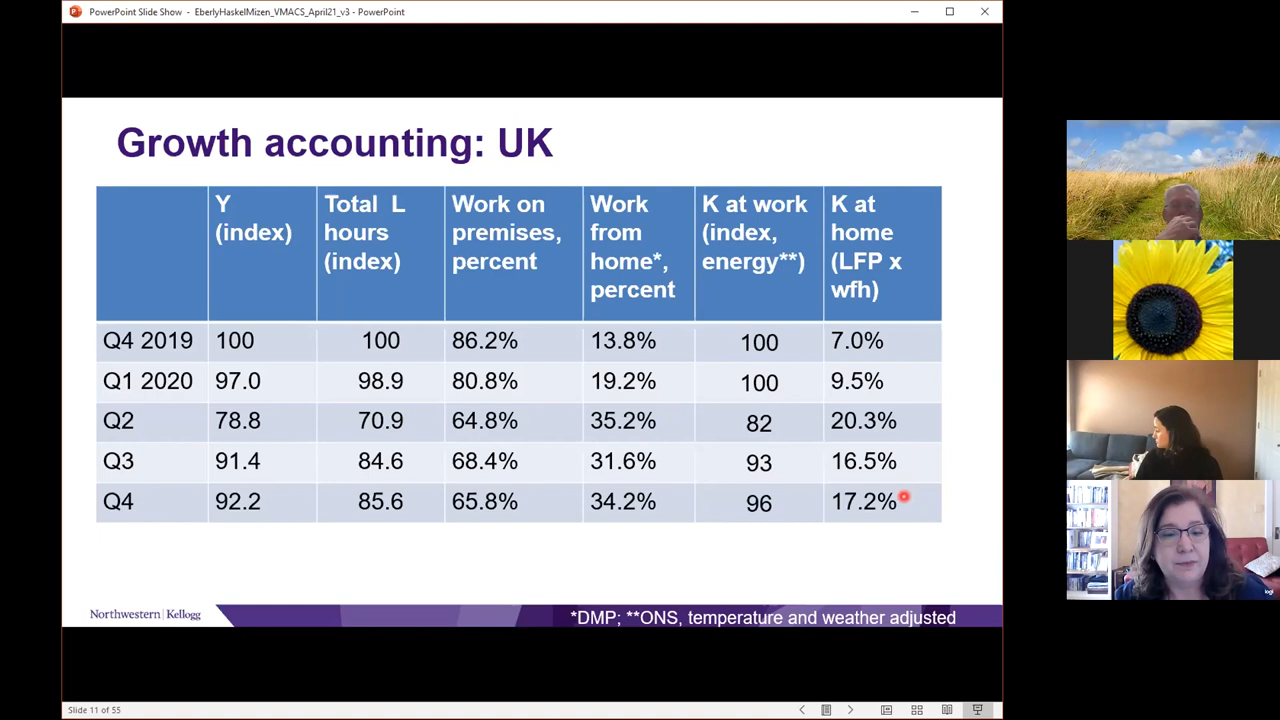 PowerPoint Slide Show - EberlyHaskelMizen_VMACS_April21_v3 - PowerPoint
Growth accounting: UK
Y (index) Total L hours (index) Work on premises, percent Work from home*, percent K at work (index, energy**) K at home (LFP x wfh)
Q4 2019 100 100 86.2% 13.8% 100 7.0%
Q1 2020 97.0 98.9 80.8% 19.2% 100 9.5%
Q2 78.8 70.9 64.8% 35.2% 82 20.3%
Q3 91.4 84.6 68.4% 31.6% 93 16.5%
Q4 92.2 85.6 65.8% 34.2% 96 17.2%
Northwestern | Kellogg
*DMP; **ONS, temperature and weather adjusted
Slide 11 of 55
logi